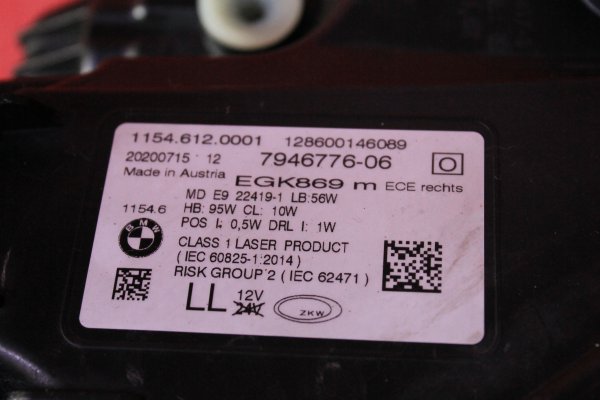 1154.612.0001 128600146089
20200715 12 7946776-06
Made in Austria EGK869 m ECE rechts
MD E9 22419-1 LB:56W
1154.6 HB: 95W CL: 10W
POS I: 0,5W DRL I: 1W
BMW
CLASS 1 LASER PRODUCT
( IEC 60825-1:2014 )
RISK GROUP 2 ( IEC 62471 )
LL 12V
24V ZKW